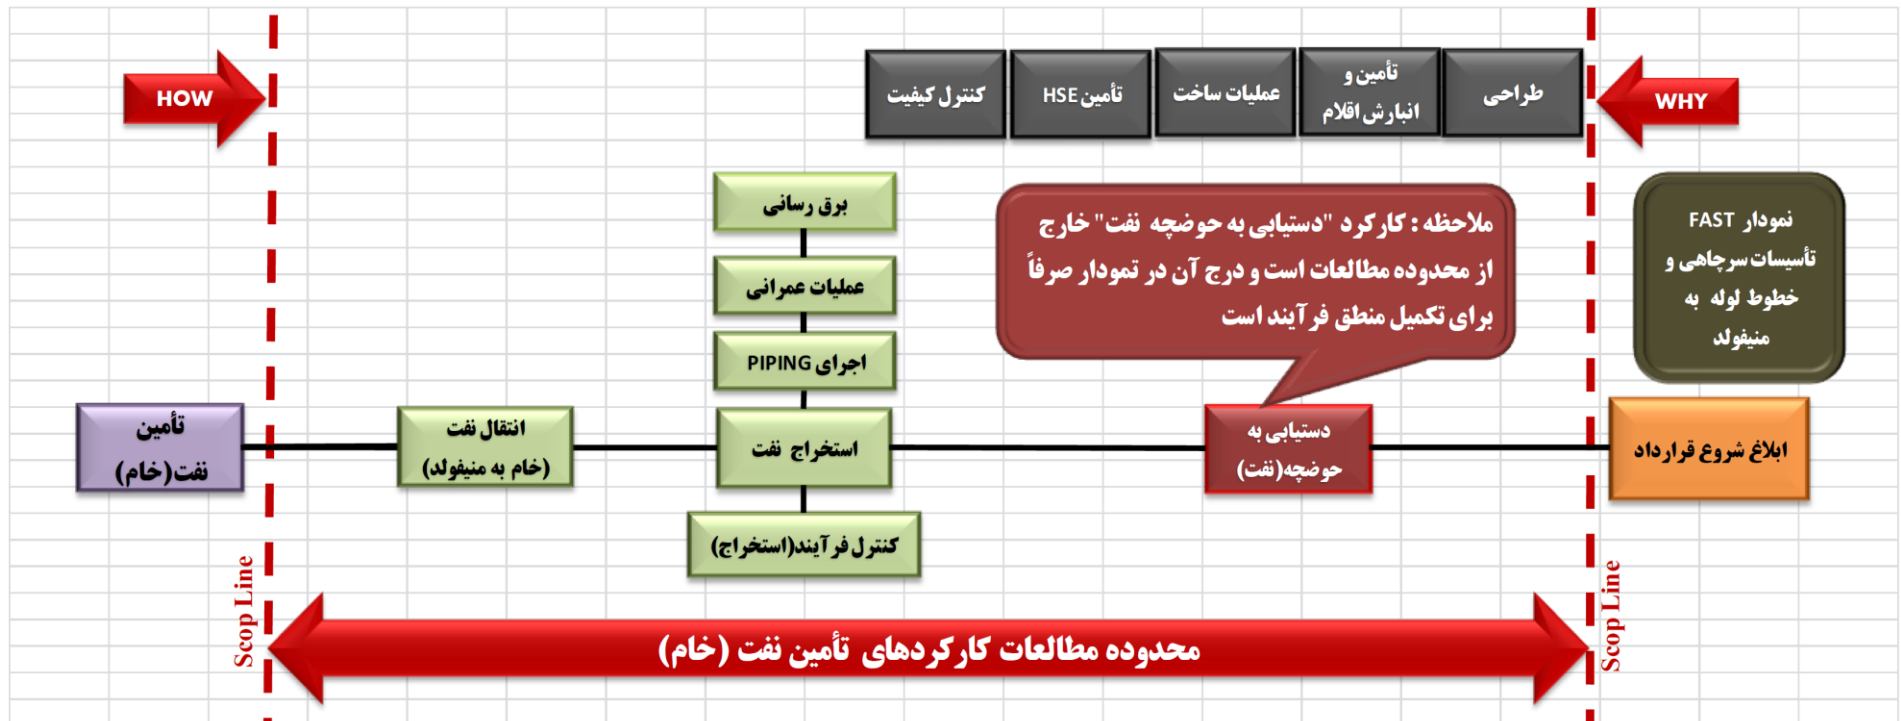 HOW
کنترل کیفیت
تأمین HSE
عملیات ساخت
تأمین و
انبارش اقلام
طراحی
WHY
برق رسانی
عملیات عمرانی
اجرای PIPING
ملاحظه : کارکرد "دستیابی به حوضچه نفت" خارج
از محدوده مطالعات است و درج آن در نمودار صرفاً
برای تکمیل منطق فرآیند است
نمودار FAST
تأسیسات سرچاهی و
خطوط لوله به
منیفولد
تأمین
نفت(خام)
انتقال نفت
(خام به منیفولد)
استخراج نفت
دستیابی به
حوضچه(نفت)
ابلاغ شروع قرارداد
کنترل فرآیند(استخراج)
Scop Line
Scop Line
محدوده مطالعات کارکردهای تأمین نفت (خام)